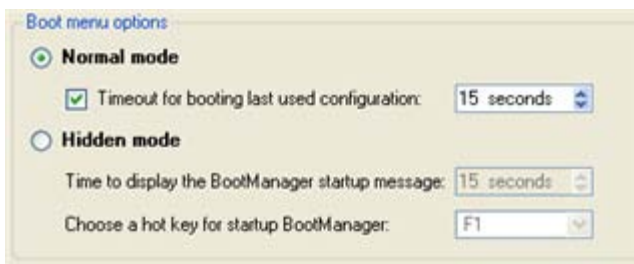 Boot menu options
Normal mode
Timeout for booting last used configuration: 15 seconds
Hidden mode
Time to display the BootManager startup message: 15 seconds
Choose a hot key for startup BootManager: F1